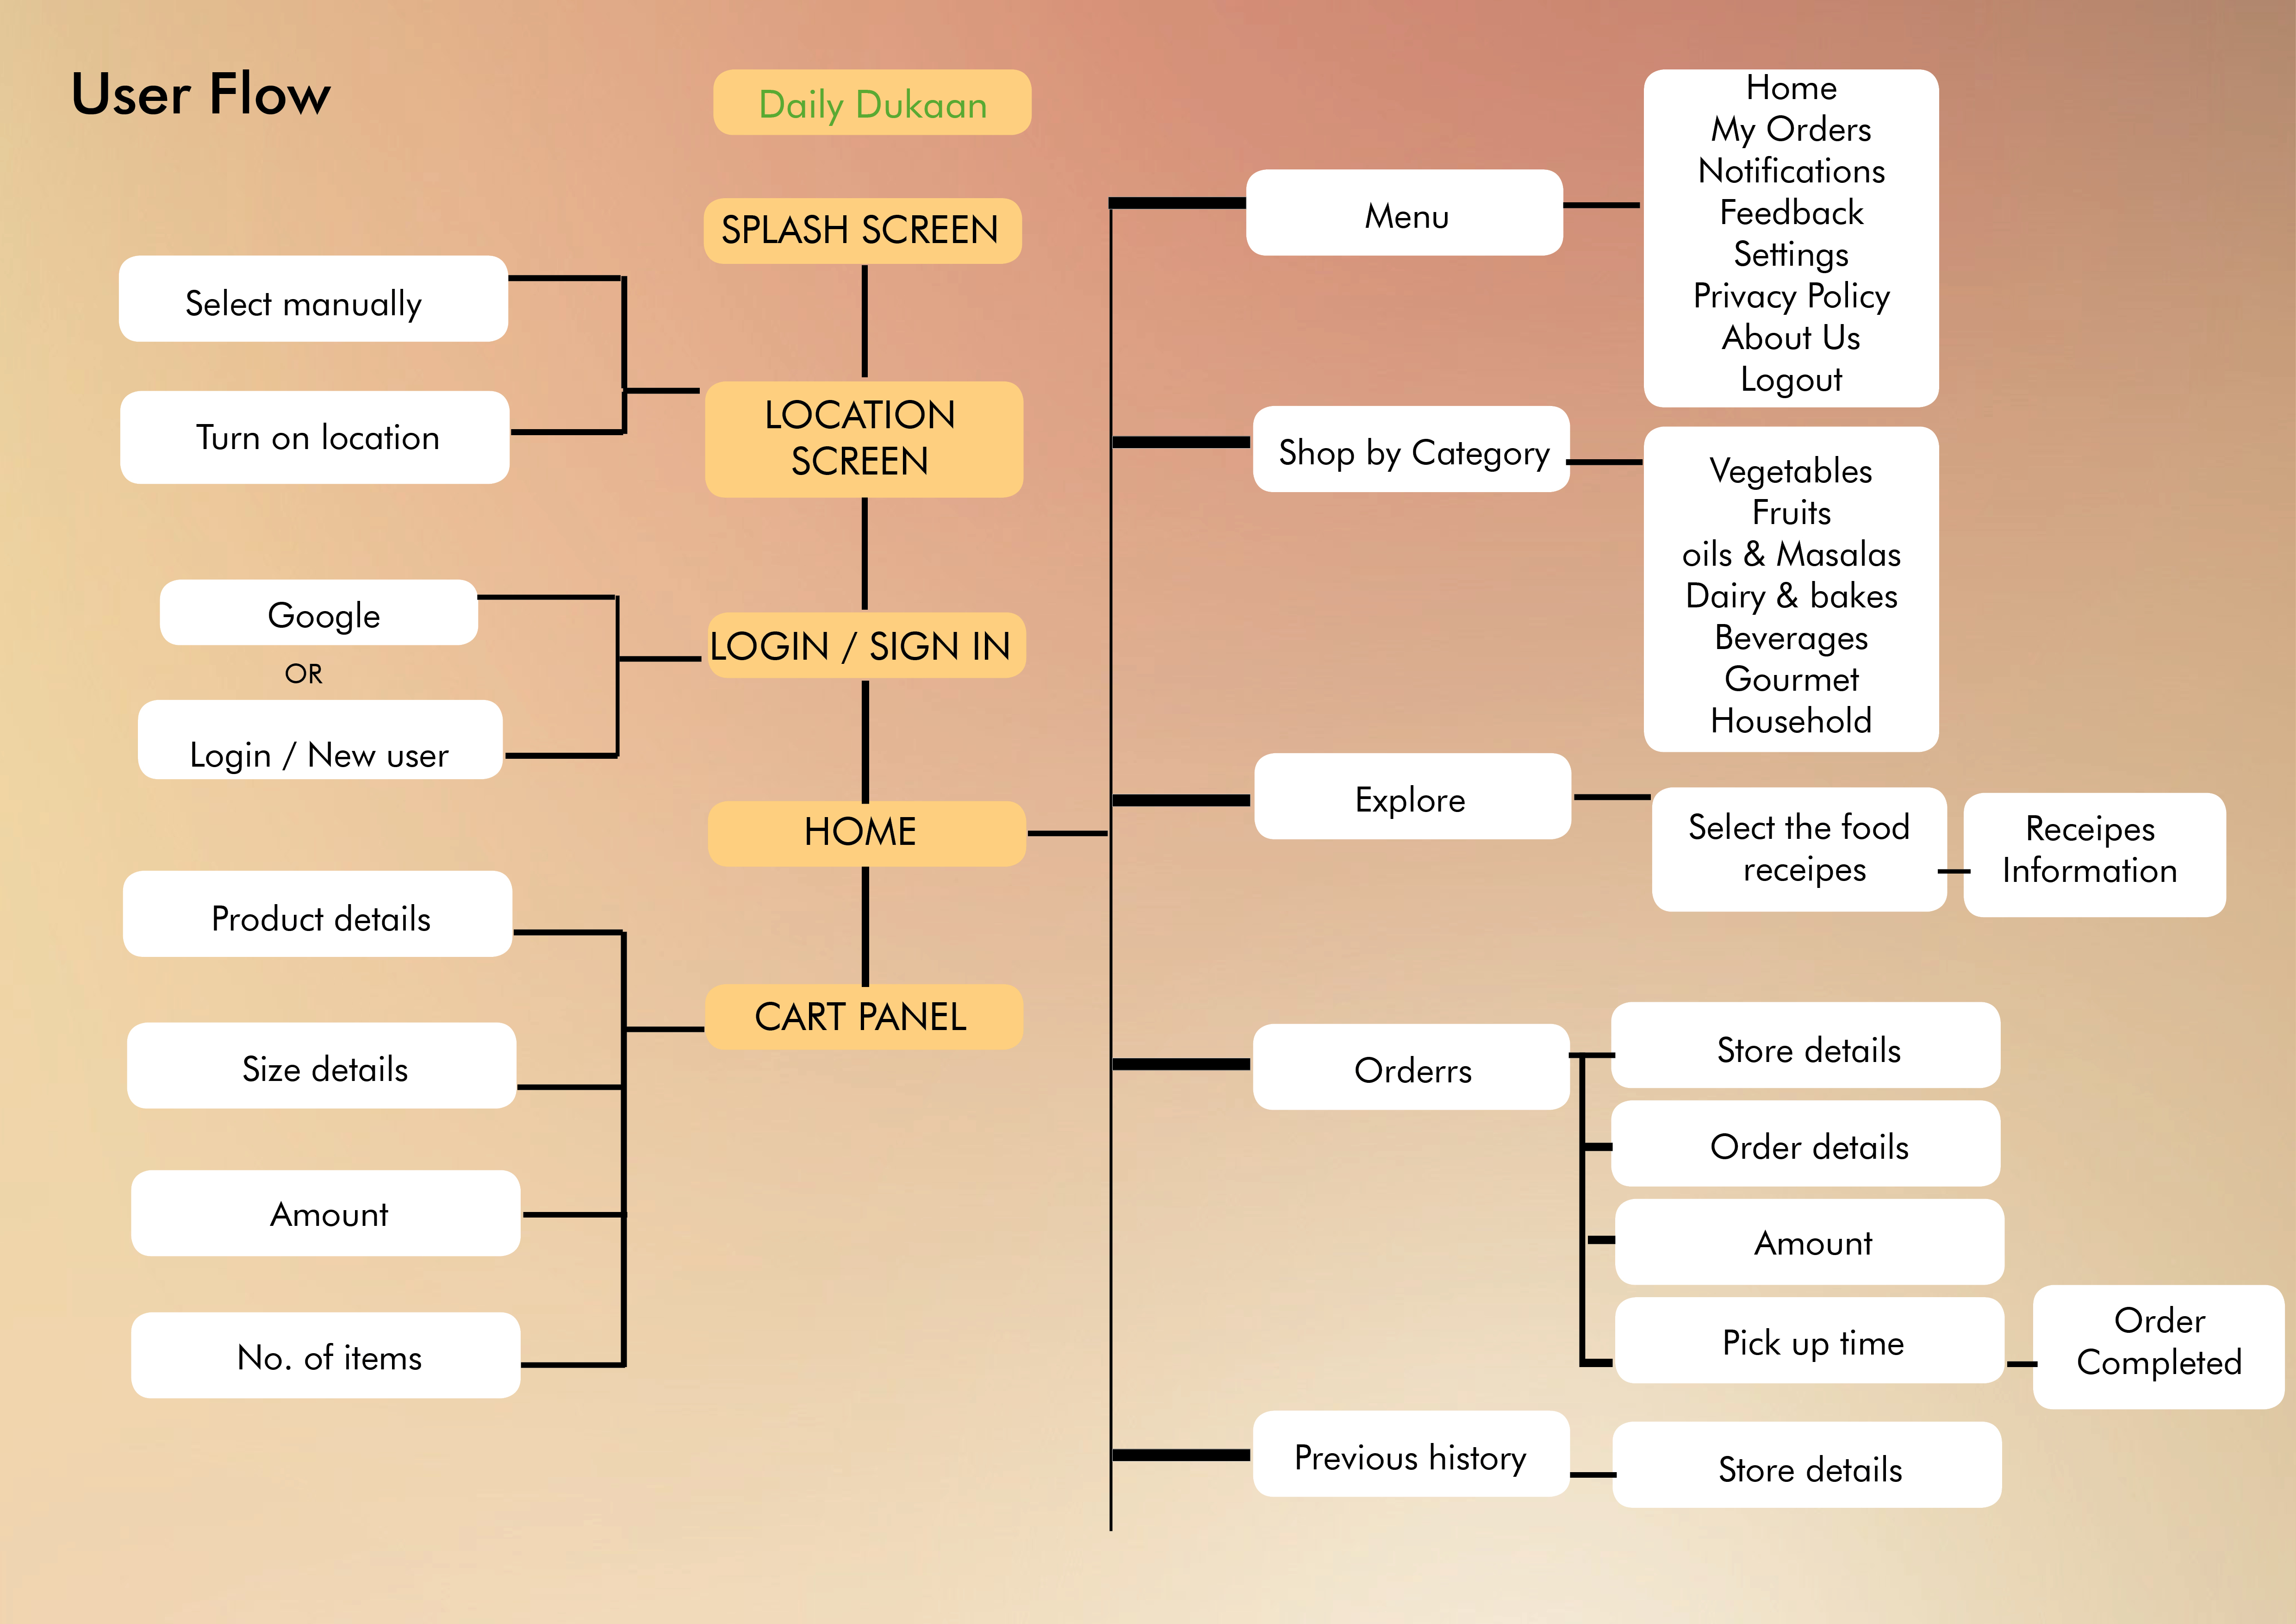 User Flow
Daily Dukaan
SPLASH SCREEN
LOCATION
SCREEN
LOGIN / SIGN IN
HOME
CART PANEL
Select manually
Turn on location
Google
OR
Login / New user
Product details
Size details
Amount
No. of items
Menu
Home
My Orders
Notifications
Feedback
Settings
Privacy Policy
About Us
Logout
Shop by Category
Vegetables
Fruits
oils & Masalas
Dairy & bakes
Beverages
Gourmet
Household
Explore
Select the food
receipes
Receipes
Information
Orderrs
Store details
Order details
Amount
Pick up time
Order
Completed
Previous history
Store details